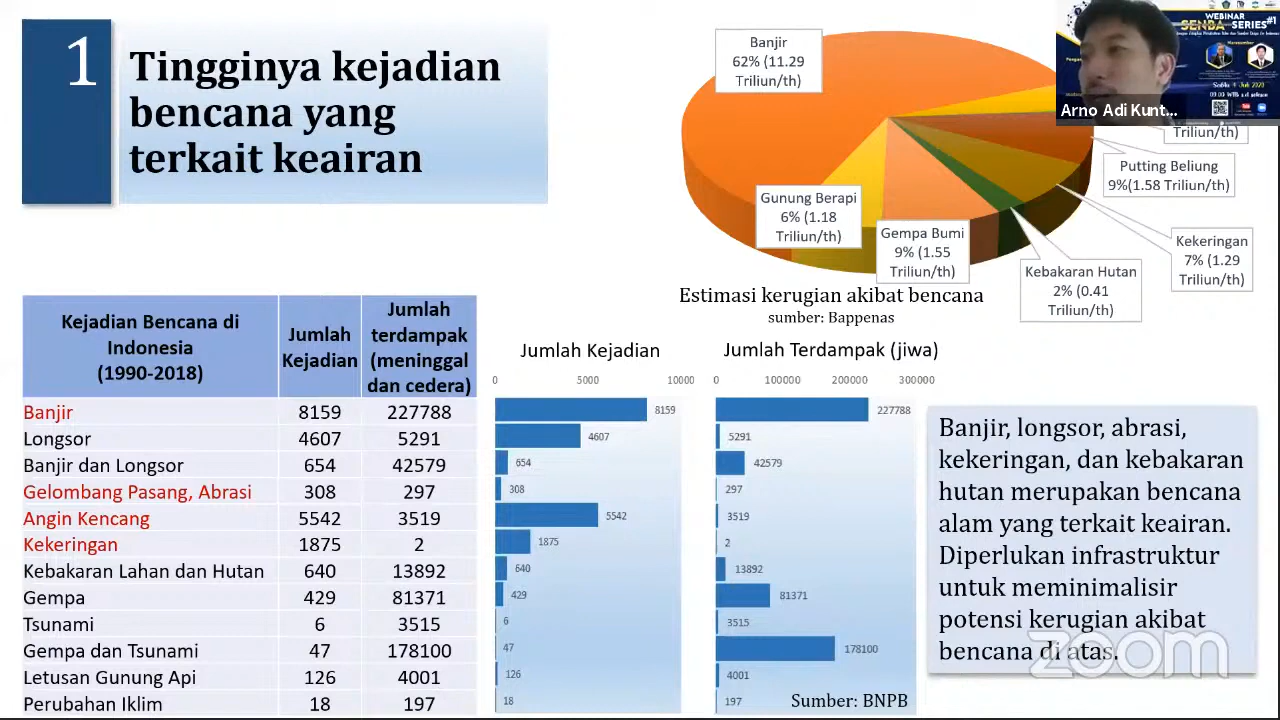 1
Tingginya kejadian
bencana yang
terkait keairan
Banjir
62% (11.29
Triliun/th)
WEBINAR
SENBA SERIES#1
Sabtu, 1 Juli 2023
Arno Adi Kunt...
Triliun/th)
Putting Beliung
9%(1.58 Triliun/th)
Gunung Berapi
6% (1.18
Triliun/th)
Gempa Bumi
9% (1.55
Triliun/th)
Kekeringan
7% (1.29
Triliun/th)
Kebakaran Hutan
2% (0.41
Triliun/th)
Estimasi kerugian akibat bencana
sumber: Bappenas
Kejadian Bencana di
Indonesia
(1990-2018)
Jumlah
Kejadian
Jumlah
terdampak
(meninggal
dan cedera)
Banjir 8159 227788
Longsor 4607 5291
Banjir dan Longsor 654 42579
Gelombang Pasang, Abrasi 308 297
Angin Kencang 5542 3519
Kekeringan 1875 2
Kebakaran Lahan dan Hutan 640 13892
Gempa 429 81371
Tsunami 6 3515
Gempa dan Tsunami 47 178100
Letusan Gunung Api 126 4001
Perubahan Iklim 18 197
Jumlah Kejadian
0 5000 10000
8159
4607
654
308
5542
1875
640
429
6
47
126
18
Jumlah Terdampak (jiwa)
0 100000 200000 300000
227788
5291
42579
297
3519
2
13892
81371
3515
178100
4001
197
Sumber: BNPB
Banjir, longsor, abrasi,
kekeringan, dan kebakaran
hutan merupakan bencana
alam yang terkait keairan.
Diperlukan infrastruktur
untuk meminimalisir
potensi kerugian akibat
bencana di atas.
zoom